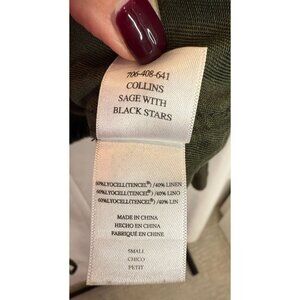 706-408-641
COLLINS
SAGE WITH
BLACK STARS
60%LYOCELL(TENCEL®)/40% LINEN
60%LYOCELL(TENCEL®)/40% LINO
60%LYOCELL(TENCEL®)/40% LIN
MADE IN CHINA
HECHO EN CHINA
FABRIQUÉ EN CHINE
SMALL
CHICO
PETIT